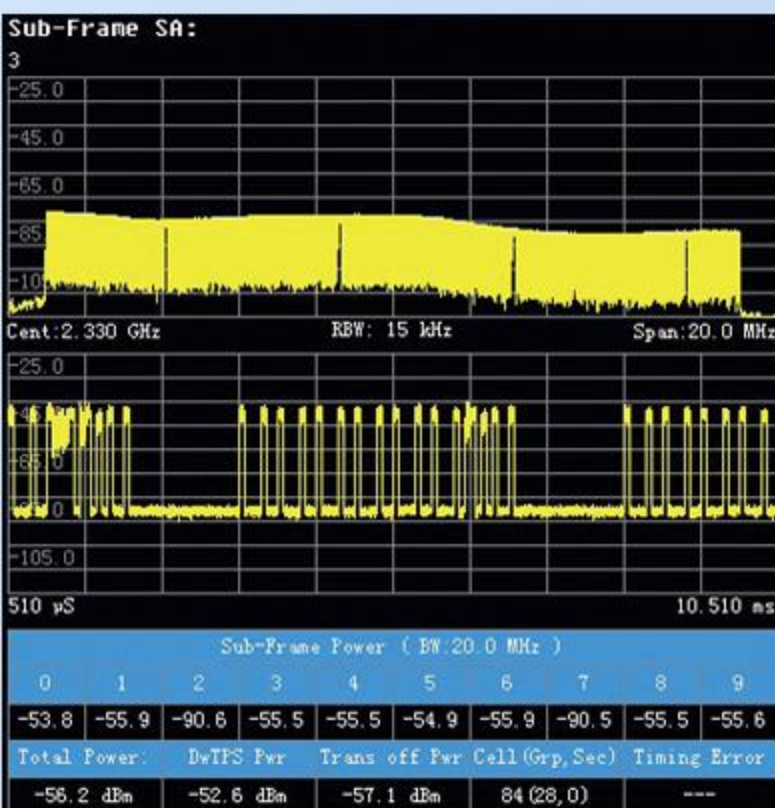 Sub-Frame SA:
3
-25.0
-45.0
-65.0
-85
-10
Cent:2.330 GHz RBW: 15 kHz Span:20.0 MHz
-25.0
-105.0
510 µS 10.510 ms
Sub-Frame Power ( BW:20.0 MHz )
0 1 2 3 4 5 6 7 8 9
-53.8 -55.9 -90.6 -55.5 -55.5 -54.9 -55.9 -90.5 -55.5 -55.6
Total Power: DwTPS Pwr Trans off Pwr Cell(Grp,Sec) Timing Error
-56.2 dBm -52.6 dBm -57.1 dBm 84(28,0) ---